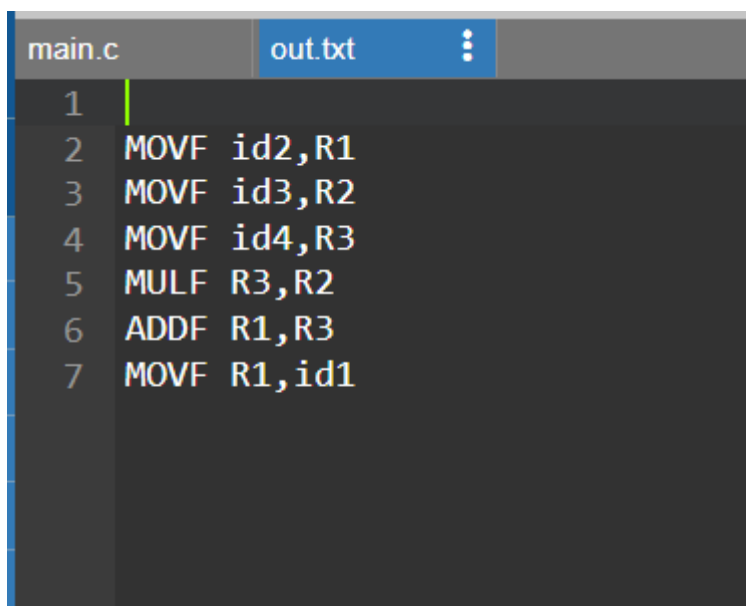 main.c out.txt
1
2 MOVF id2,R1
3 MOVF id3,R2
4 MOVF id4,R3
5 MULF R3,R2
6 ADDF R1,R3
7 MOVF R1,id1